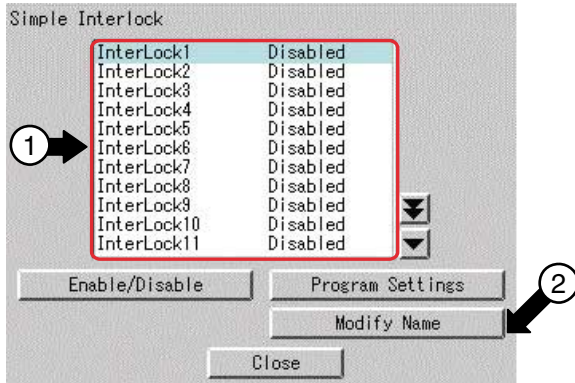 Simple Interlock
InterLock1 Disabled
InterLock2 Disabled
InterLock3 Disabled
InterLock4 Disabled
1 InterLock5 Disabled
InterLock6 Disabled
InterLock7 Disabled
InterLock8 Disabled
InterLock9 Disabled
InterLock10 Disabled
InterLock11 Disabled
Enable/Disable Program Settings 2
Modify Name
Close